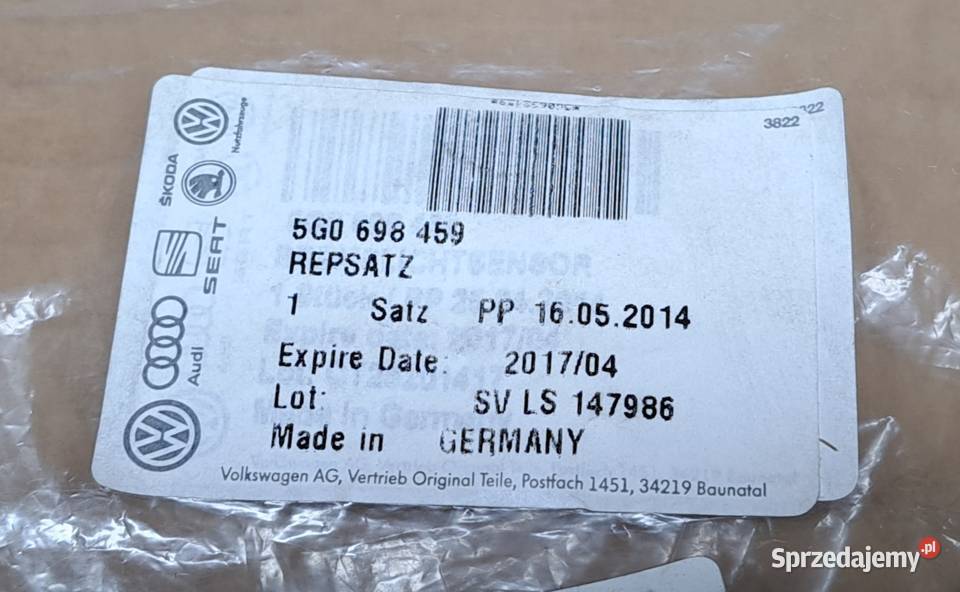 3822
5G0 698 459
REPSATZ
1 Satz PP 16.05.2014
Expire Date: 2017/04
Lot: SV LS 147986
Made in GERMANY
Volkswagen AG, Vertrieb Original Teile, Postfach 1451, 34219 Baunatal
Nutzfahrzeuge
ŠKODA
SEAT
Audi
Sprzedajemy.pl